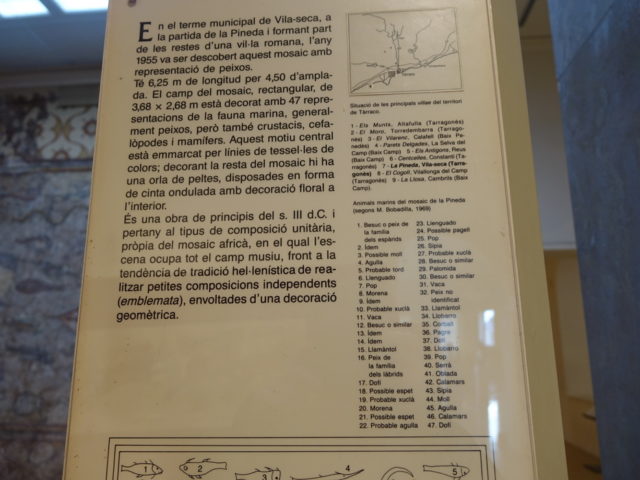 En el terme municipal de Vila-seca, a
la partida de la Pineda i formant part
de les restes d'una vil·la romana, l'any
1955 va ser descobert aquest mosaic amb
representació de peixos.
Té 6,25 m de longitud per 4,50 d'ampla-
da. El camp del mosaic, rectangular, de
3,68 × 2,68 m està decorat amb 47 repre-
sentacions de la fauna marina, general-
ment peixos, però també crustacis, cefa-
lòpodes i mamífers. Aquest motiu central
està emmarcat per línies de tessel·les de
colors; decorant la resta del mosaic hi ha
una orla de peltes, disposades en forma
de cinta ondulada amb decoració floral a
l'interior.
És una obra de principis del s. III d.C. i
pertany al tipus de composició unitària,
pròpia del mosaic africà, en el qual l'es-
cena ocupa tot el camp musiu, front a la
tendència de tradició hel·lenística de rea-
litzar petites composicions independents
(emblemata), envoltades d'una decoració
geomètrica.
Situació de les principals vil·lae del territori
de Tàrraco.
1 - Els Munts, Altafulla (Tarragonès)
2 - El Moro, Torredembarra (Tarrago-
nès) 3 - El Vilarenc, Calafell (Baix Pe-
nedès) 4 - Parets Delgades, La Selva del
Camp (Baix Camp) 5 - Els Antigons, Reus
(Baix Camp) 6 - Centcelles, Constantí (Ta-
rragonès) 7 - La Pineda, Vila-seca (Tarra-
gonès) 8 - El Cogoll, Vilallonga del Camp
(Tarragonès) 9 - La Llosa, Cambrils (Baix
Camp).
Animals marins del mosaic de la Pineda
(segons M. Bobadilla, 1969)
1. Besuc o peix de
la família
dels espàrids
2. Ídem
3. Possible moll
4. Agulla
5. Probable tord
6. Llenguado
7. Pop
8. Morena
9. Ídem
10. Probable xuclà
11. Vaca
12. Besuc o similar
13. Ídem
14. Ídem
15. Llamàntol
16. Peix de
la família
dels làbrids
17. Dofí
18. Possible espet
19. Probable xuclà
20. Morena
21. Possible espet
22. Probable agulla
23. Llenguado
24. Possible pagell
25. Pop
26. Sípia
27. Probable xuclà
28. Besuc o similar
29. Palomida
30. Besuc o similar
31. Vaca
32. Peix no
identificat
33. Llamàntol
34. Llobarro
35. Corball
36. Pagre
37. Dofí
38. Llobarro
39. Pop
40. Serrà
41. Oblada
42. Calamars
43. Sípia
44. Moll
45. Agulla
46. Calamars
47. Dofí
1
2
3
4
5